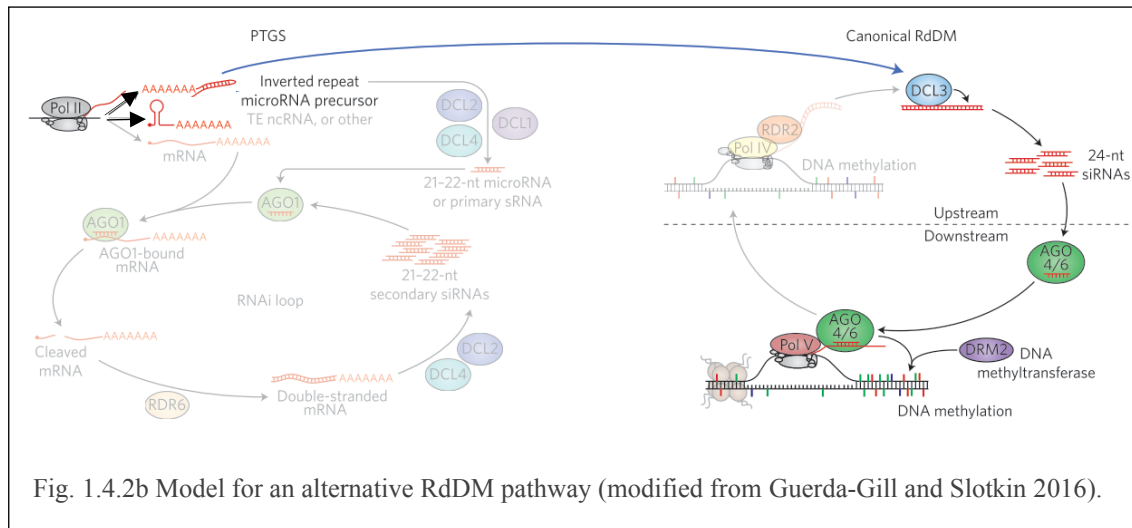 PTGS
Canonical RdDM
Pol II
AAAAAAA
AAAAAAA
mRNA
AAAAAAA
Inverted repeat
microRNA precursor
TE ncRNA, or other
DCL2
DCL1
DCL4
21–22-nt microRNA
or primary sRNA
AGO1
AGO1
AAAAAAA
AGO1-bound
mRNA
21–22-nt
secondary siRNAs
RNAi loop
AAAAAAA
Cleaved
mRNA
RDR6
AAAAAAA
Double-stranded
mRNA
DCL2
DCL4
DCL3
RDR2
Pol IV
DNA methylation
24-nt
siRNAs
Upstream
Downstream
AGO
4/6
AGO
4/6
Pol V
DRM2
DNA
methyltransferase
DNA methylation
Fig. 1.4.2b Model for an alternative RdDM pathway (modified from Guerda-Gill and Slotkin 2016).